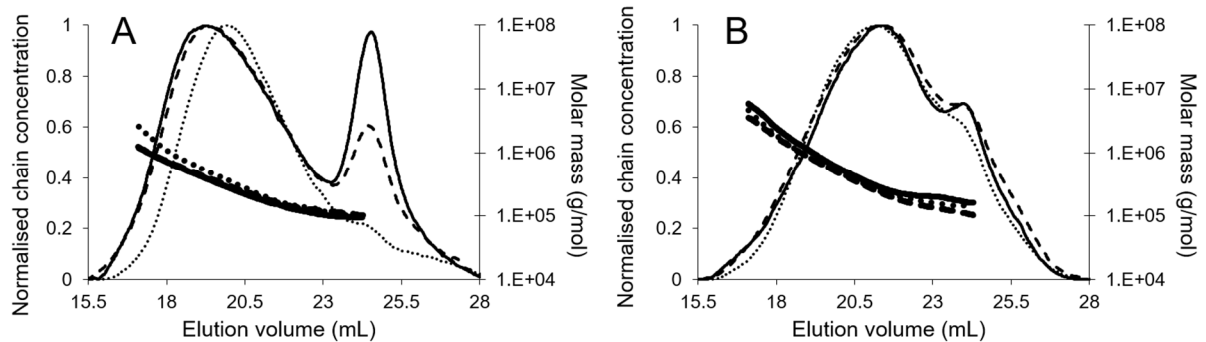 A
Normalised chain concentration
1
0.8
0.6
0.4
0.2
0
1.E+08
1.E+07
1.E+06
1.E+05
1.E+04
Molar mass (g/mol)
15.5 18 20.5 23 25.5 28
Elution volume (mL)
B
Normalised chain concentration
1
0.8
0.6
0.4
0.2
0
1.E+08
1.E+07
1.E+06
1.E+05
1.E+04
Molar mass (g/mol)
15.5 18 20.5 23 25.5 28
Elution volume (mL)